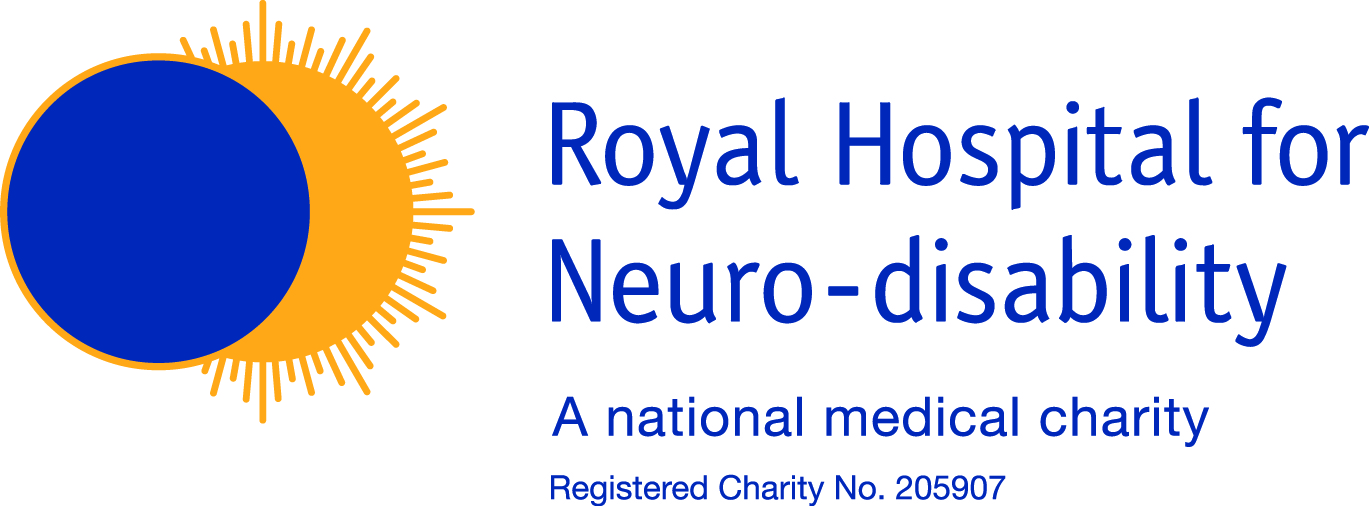 Royal Hospital for
Neuro-disability
A national medical charity
Registered Charity No. 205907